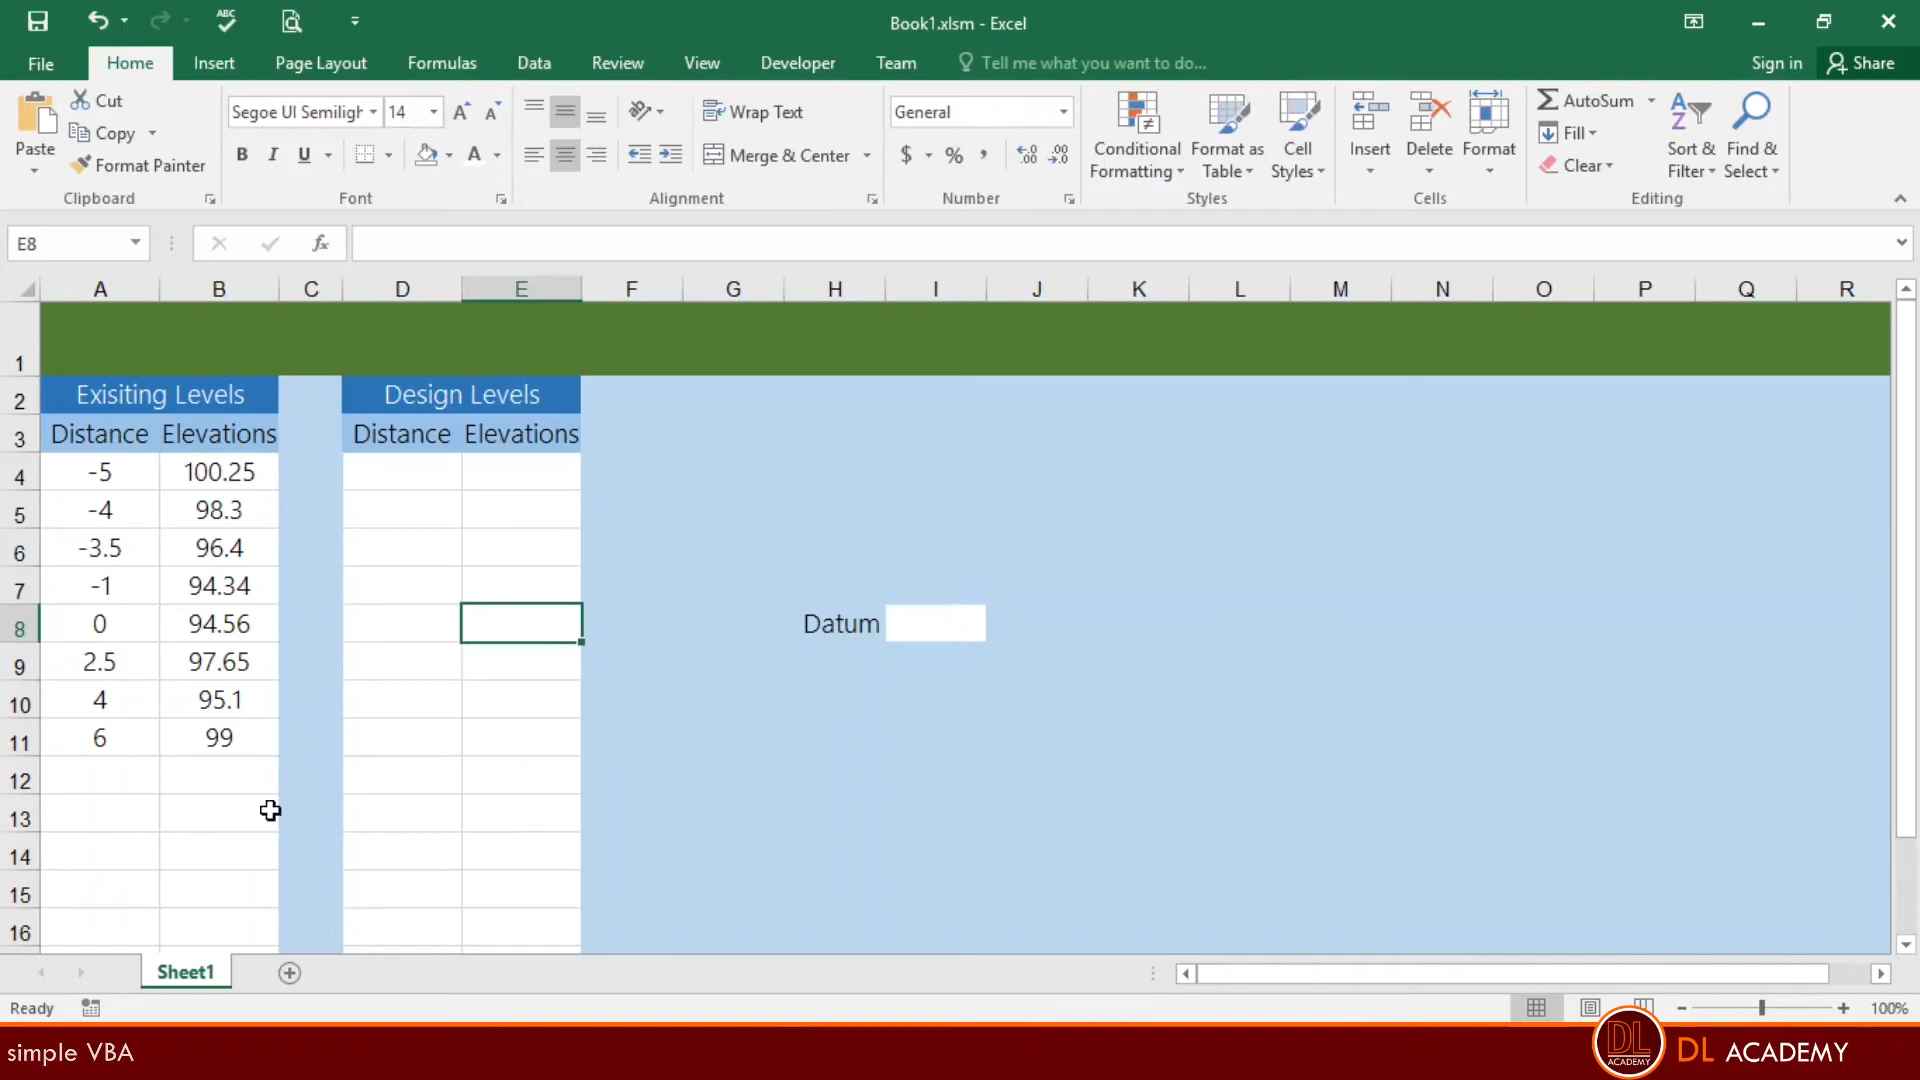 Book1.xlsm - Excel
File Home Insert Page Layout Formulas Data Review View Developer Team Tell me what you want to do... Sign in Share
Paste
Cut
Copy
Format Painter
Clipboard
Segoe UI Semiligh 14
B I U
Font
Wrap Text
Merge & Center
Alignment
General
$ % ,
Number
Conditional Formatting
Format as Table
Cell Styles
Styles
Insert Delete Format
Cells
AutoSum
Fill
Clear
Sort & Filter
Find & Select
Editing
E8 fx
A B C D E F G H I J K L M N O P Q R
1
2 Exisiting Levels Design Levels
3 Distance Elevations Distance Elevations
4 -5 100.25
5 -4 98.3
6 -3.5 96.4
7 -1 94.34
8 0 94.56 Datum
9 2.5 97.65
10 4 95.1
11 6 99
12
13
14
15
16
Sheet1
Ready 100%
simple VBA
DL ACADEMY
DL ACADEMY